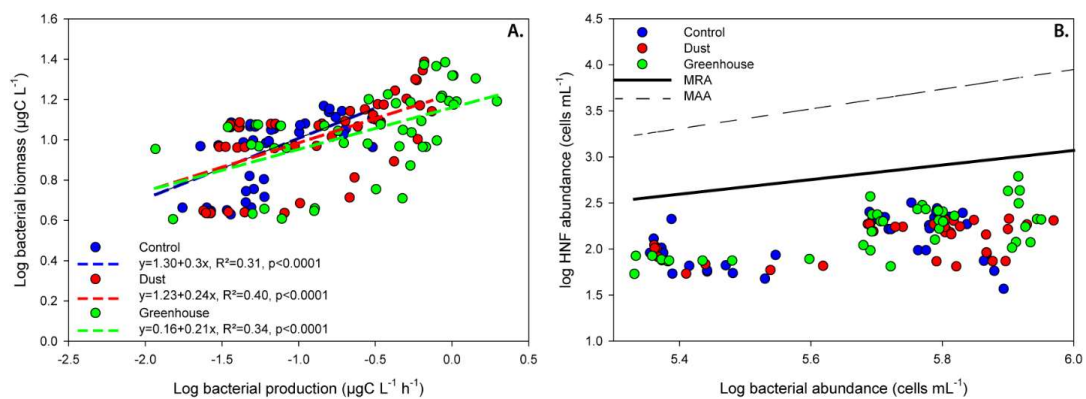 A.
1.6
1.4
1.2
1.0
0.8
0.6
0.4
0.2
0.0
Log bacterial biomass (µgC L⁻¹)
Control
y=1.30+0.3x, R²=0.31, p<0.0001
Dust
y=1.23+0.24x, R²=0.40, p<0.0001
Greenhouse
y=0.16+0.21x, R²=0.34, p<0.0001
-2.5 -2.0 -1.5 -1.0 -0.5 0.0 0.5
Log bacterial production (µgC L⁻¹ h⁻¹)
B.
4.5
4.0
3.5
3.0
2.5
2.0
1.5
1.0
log HNF abundance (cells mL⁻¹)
Control
Dust
Greenhouse
MRA
MAA
5.4 5.6 5.8 6.0
Log bacterial abundance (cells mL⁻¹)